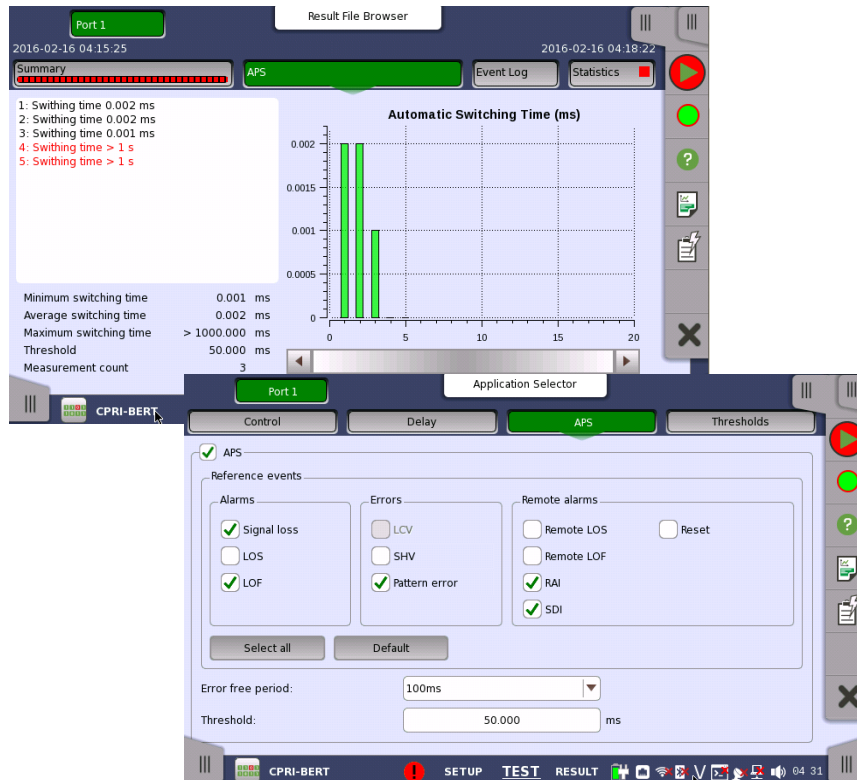 Result File Browser
Port 1
2016-02-16 04:15:25
2016-02-16 04:18:22
Summary
APS
Event Log
Statistics
1: Swithing time 0.002 ms
2: Swithing time 0.002 ms
3: Swithing time 0.001 ms
4: Swithing time > 1 s
5: Swithing time > 1 s
Automatic Switching Time (ms)
0.002
0.0015
0.001
0.0005
0
0 5 10 15 20
Minimum switching time 0.001 ms
Average switching time 0.002 ms
Maximum switching time > 1000.000 ms
Threshold 50.000 ms
Measurement count 3
CPRI-BERT
Application Selector
Port 1
Control
Delay
APS
Thresholds
APS
Reference events
Alarms
Signal loss
LOS
LOF
Errors
LCV
SHV
Pattern error
Remote alarms
Remote LOS
Reset
Remote LOF
RAI
SDI
Select all
Default
Error free period: 100ms
Threshold: 50.000 ms
CPRI-BERT
SETUP TEST RESULT
04 31